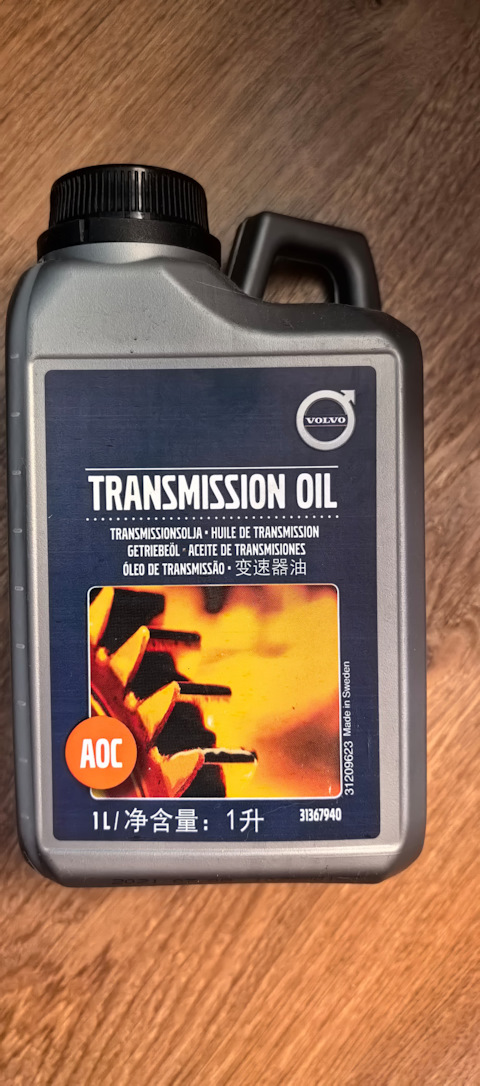 VOLVO
TRANSMISSION OIL
TRANSMISSIONSOLJA · HUILE DE TRANSMISSION
GETRIEBEÖL · ACEITE DE TRANSMISIONES
ÓLEO DE TRANSMISSÃO · 变速器油
31209623 Made in Sweden
AOC
1L/净含量：1升
31367940